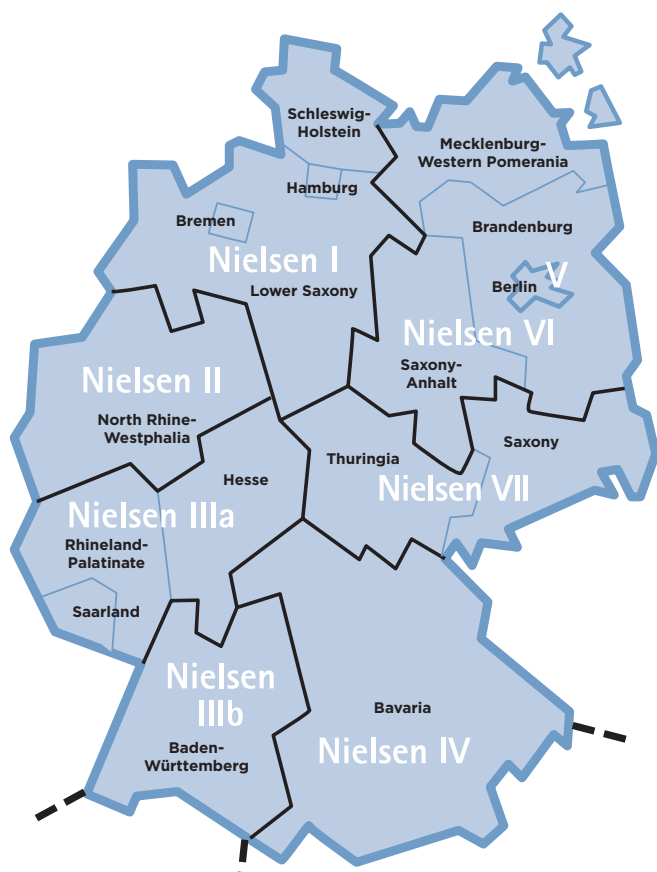 Schleswig-
Holstein
Mecklenburg-
Western Pomerania
Hamburg
Bremen
Brandenburg
Nielsen I
V
Berlin
Lower Saxony
Nielsen VI
Saxony-
Anhalt
Nielsen II
North Rhine-
Westphalia
Saxony
Thuringia
Hesse
Nielsen VII
Nielsen IIIa
Rhineland-
Palatinate
Saarland
Nielsen
IIIb
Bavaria
Nielsen IV
Baden-
Württemberg